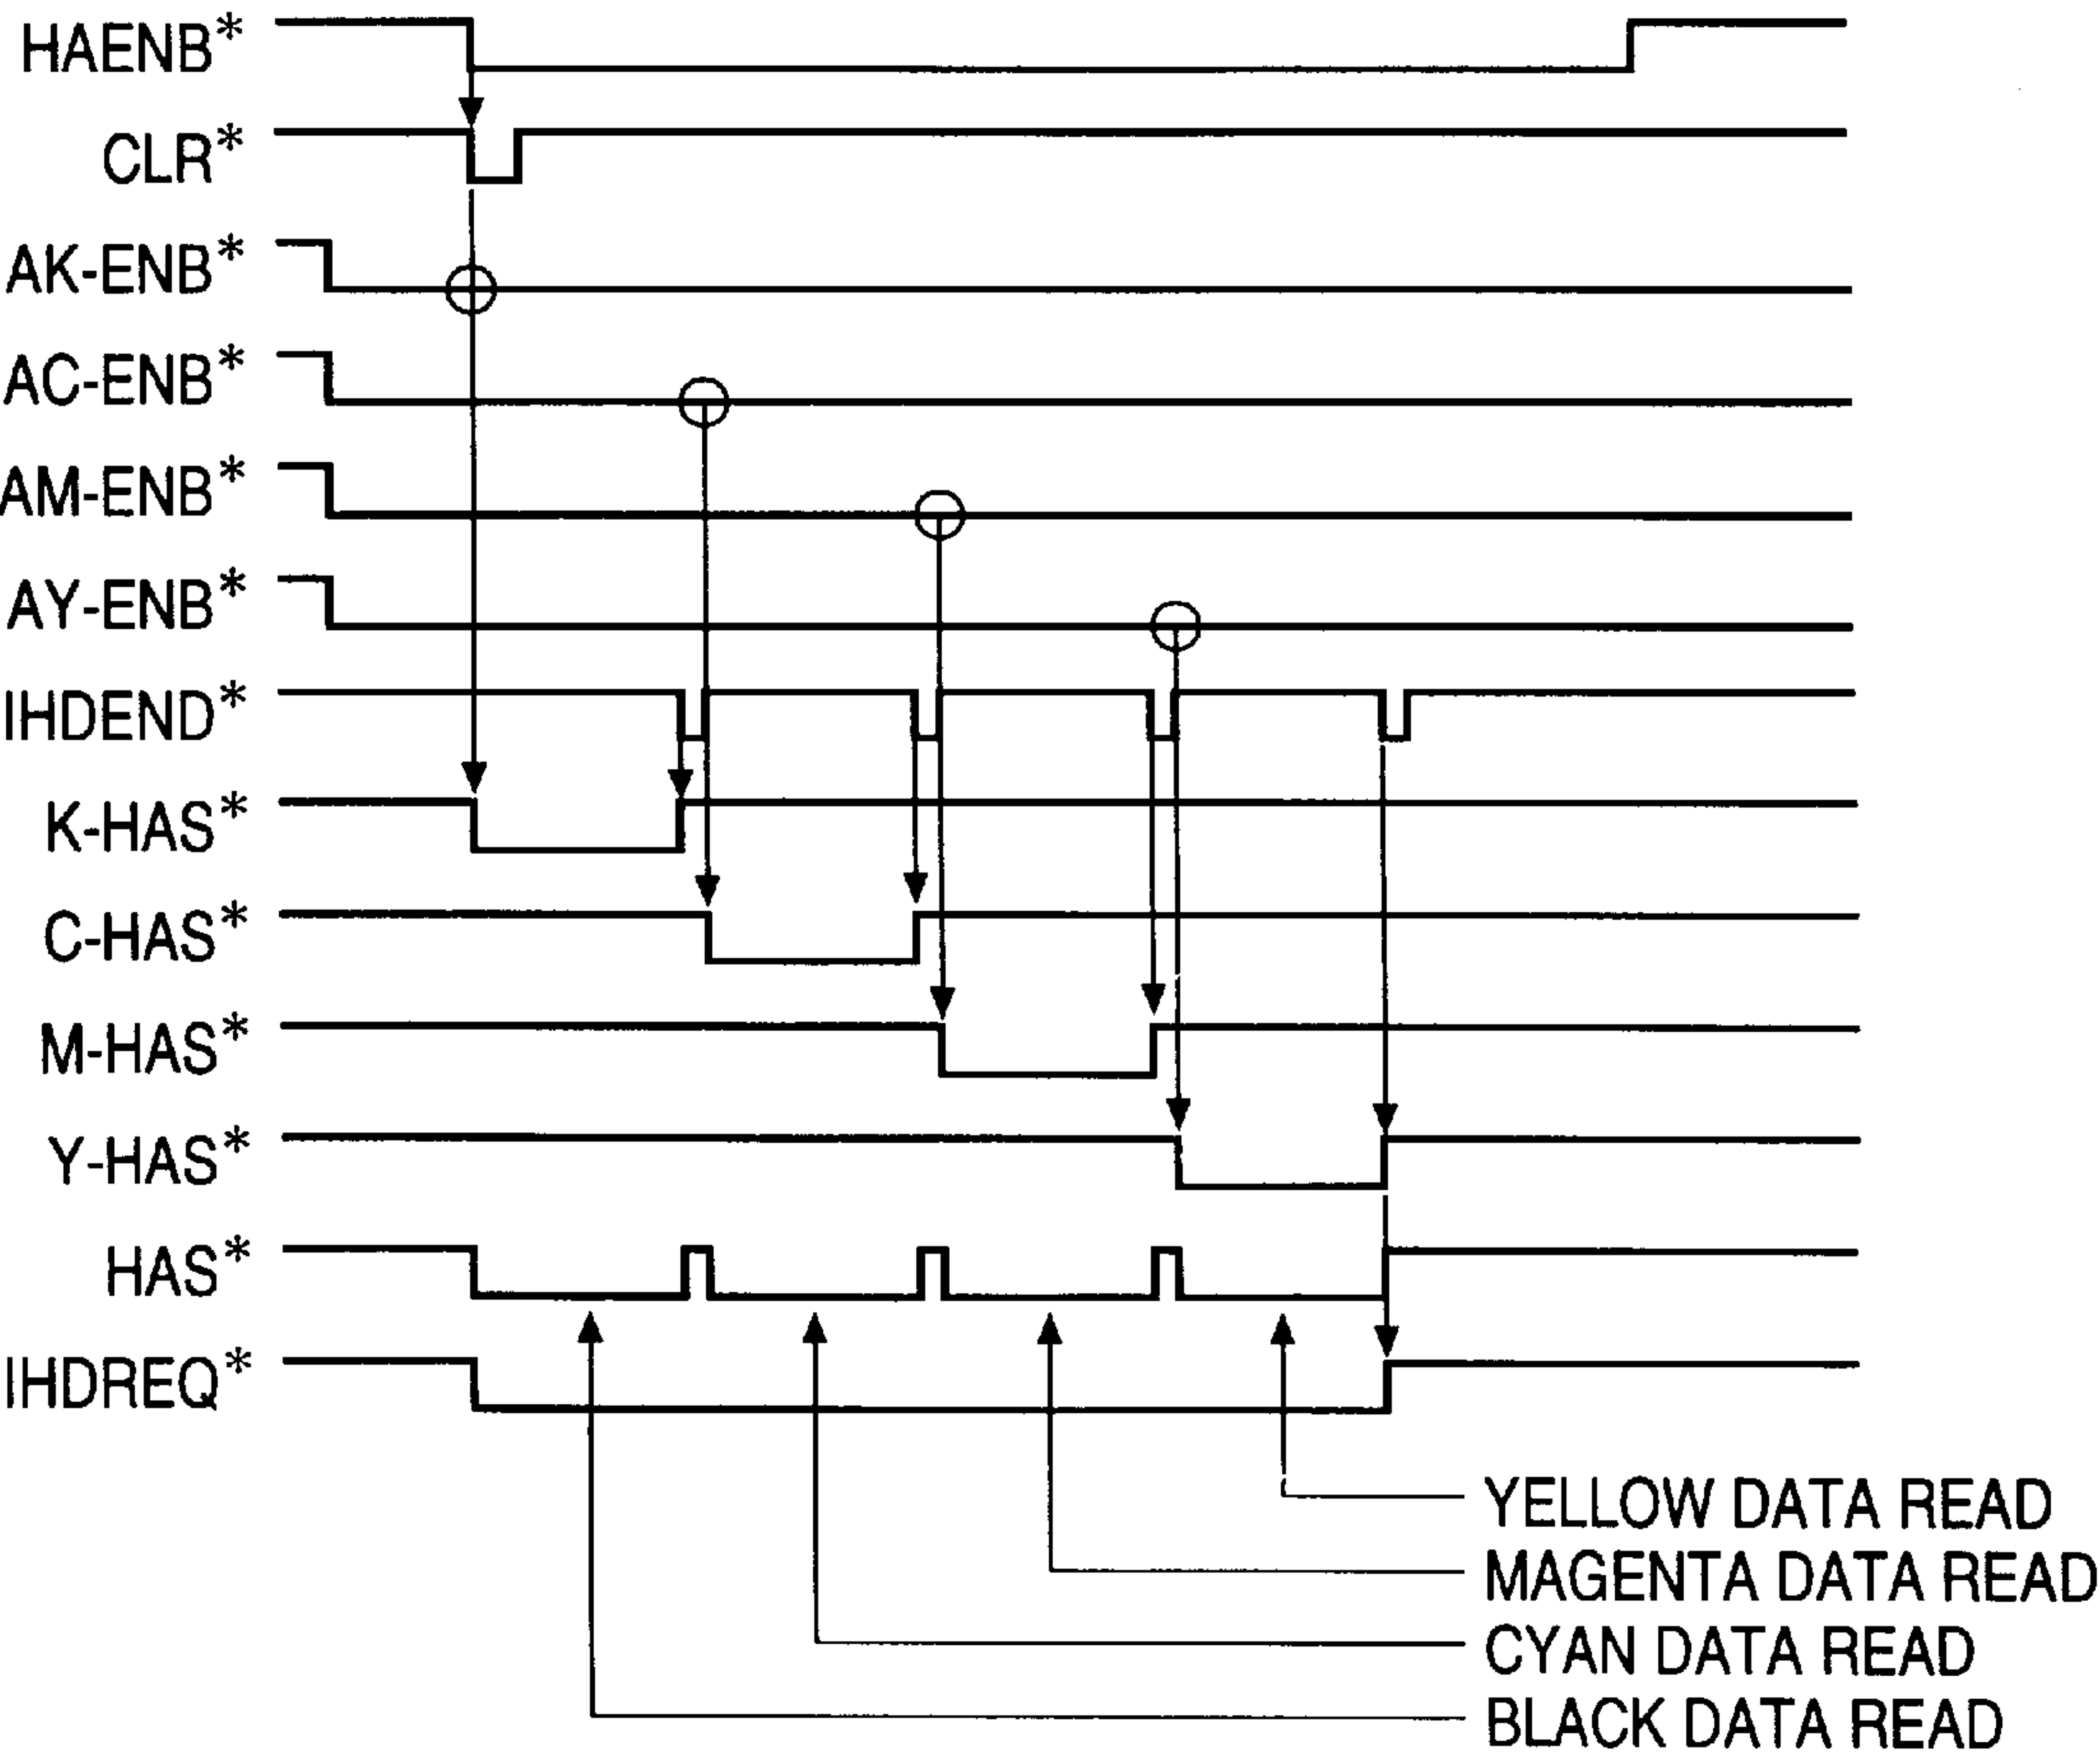 HAENB*
CLR*
AK-ENB*
AC-ENB*
AM-ENB*
AY-ENB*
IHDEND*
K-HAS*
C-HAS*
M-HAS*
Y-HAS*
HAS*
IHDREQ*
YELLOW DATA READ
MAGENTA DATA READ
CYAN DATA READ
BLACK DATA READ